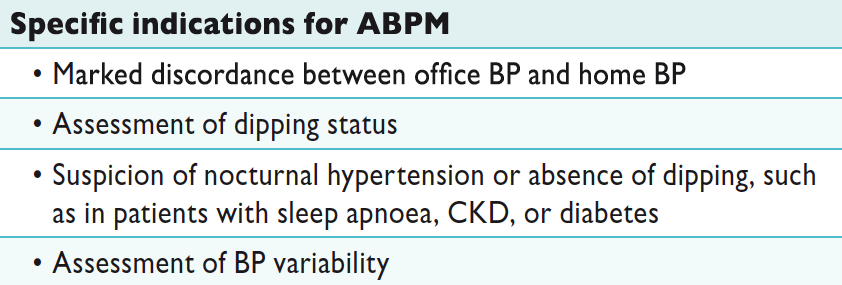 Specific indications for ABPM
• Marked discordance between office BP and home BP
• Assessment of dipping status
• Suspicion of nocturnal hypertension or absence of dipping, such
as in patients with sleep apnoea, CKD, or diabetes
• Assessment of BP variability